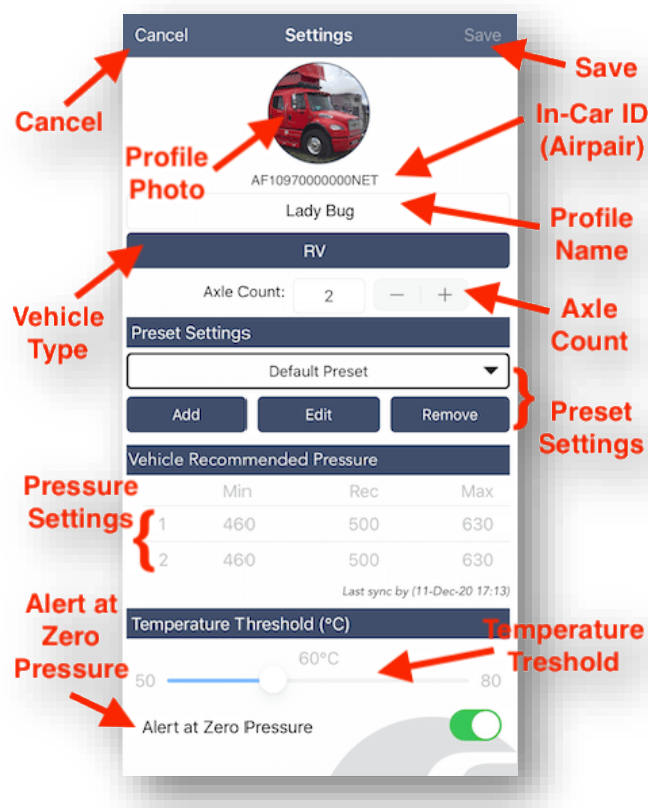 Cancel Settings Save
Save
Cancel
In-Car ID
(Airpair)
Profile
Photo
AF10970000000NET
Lady Bug
Profile
Name
RV
Axle Count: 2 − +
Vehicle
Type
Axle
Count
Preset Settings
Default Preset
Add Edit Remove
Preset
Settings
Vehicle Recommended Pressure
Pressure
Settings
Min Rec Max
1 460 500 630
2 460 500 630
Last sync by (11-Dec-20 17:13)
Alert at
Zero
Pressure
Temperature Threshold (°C)
Temperature
Treshold
60°C
50 80
Alert at Zero Pressure